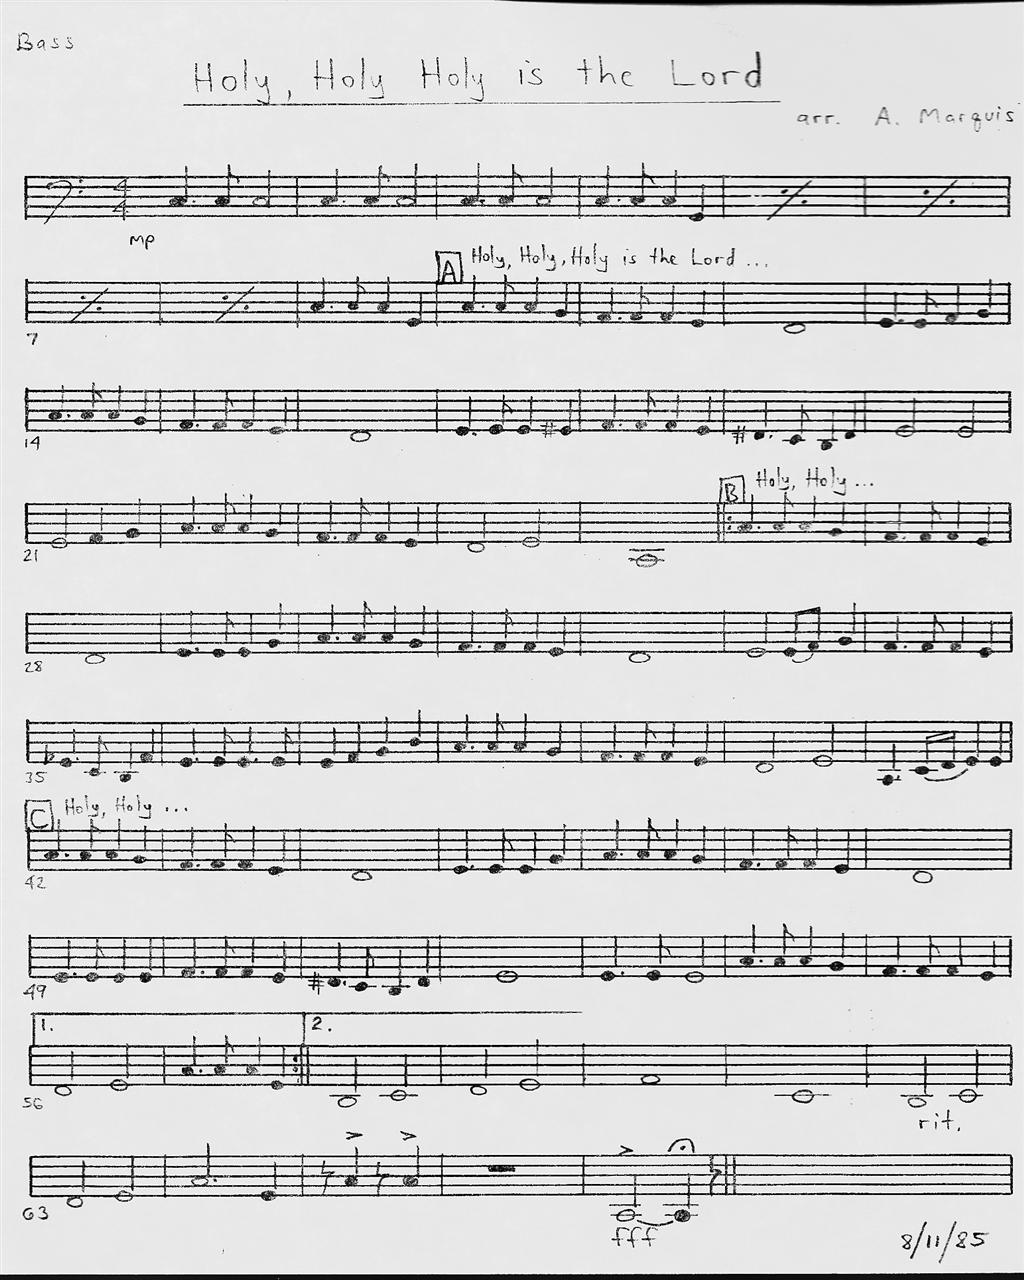 Bass
Holy, Holy Holy is the Lord
arr. A. Marquis
4
4
mp
A Holy, Holy, Holy is the Lord ...
7
14
B Holy, Holy ...
21
28
35
C Holy, Holy ...
42
49
1. 2.
56
rit.
63
fff
8/11/85